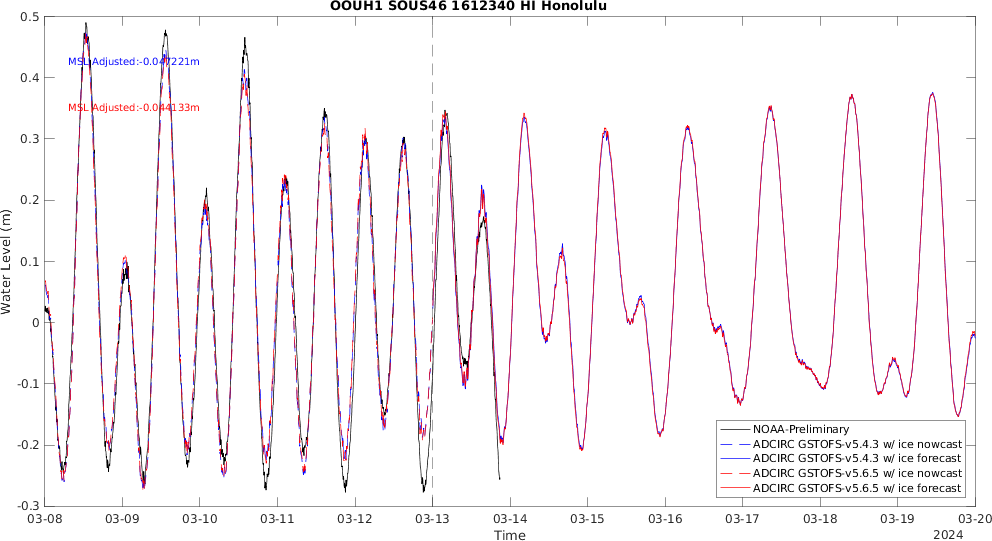 OOUH1 SOUS46 1612340 HI Honolulu
0.5
MSL Adjusted:-0.047221m
0.4
MSL Adjusted:-0.044133m
0.3
0.2
Water Level (m)
0.1
0
-0.1
-0.2
-0.3
NOAA-Preliminary
ADCIRC GSTOFS-v5.4.3 w/ ice nowcast
ADCIRC GSTOFS-v5.4.3 w/ ice forecast
ADCIRC GSTOFS-v5.6.5 w/ ice nowcast
ADCIRC GSTOFS-v5.6.5 w/ ice forecast
03-08 03-09 03-10 03-11 03-12 03-13 03-14 03-15 03-16 03-17 03-18 03-19 03-20
Time
2024